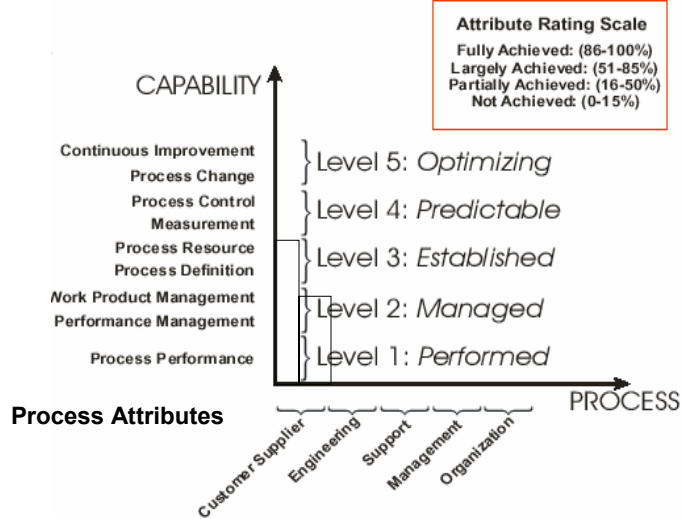 Attribute Rating Scale
Fully Achieved: (86-100%)
Largely Achieved: (51-85%)
Partially Achieved: (16-50%)
Not Achieved: (0-15%)
CAPABILITY
Continuous Improvement
Process Change
Level 5: Optimizing
Process Control
Measurement
Level 4: Predictable
Process Resource
Process Definition
Level 3: Established
Work Product Management
Performance Management
Level 2: Managed
Process Performance
Level 1: Performed
PROCESS
Process Attributes
Customer Supplier
Engineering
Support
Management
Organization